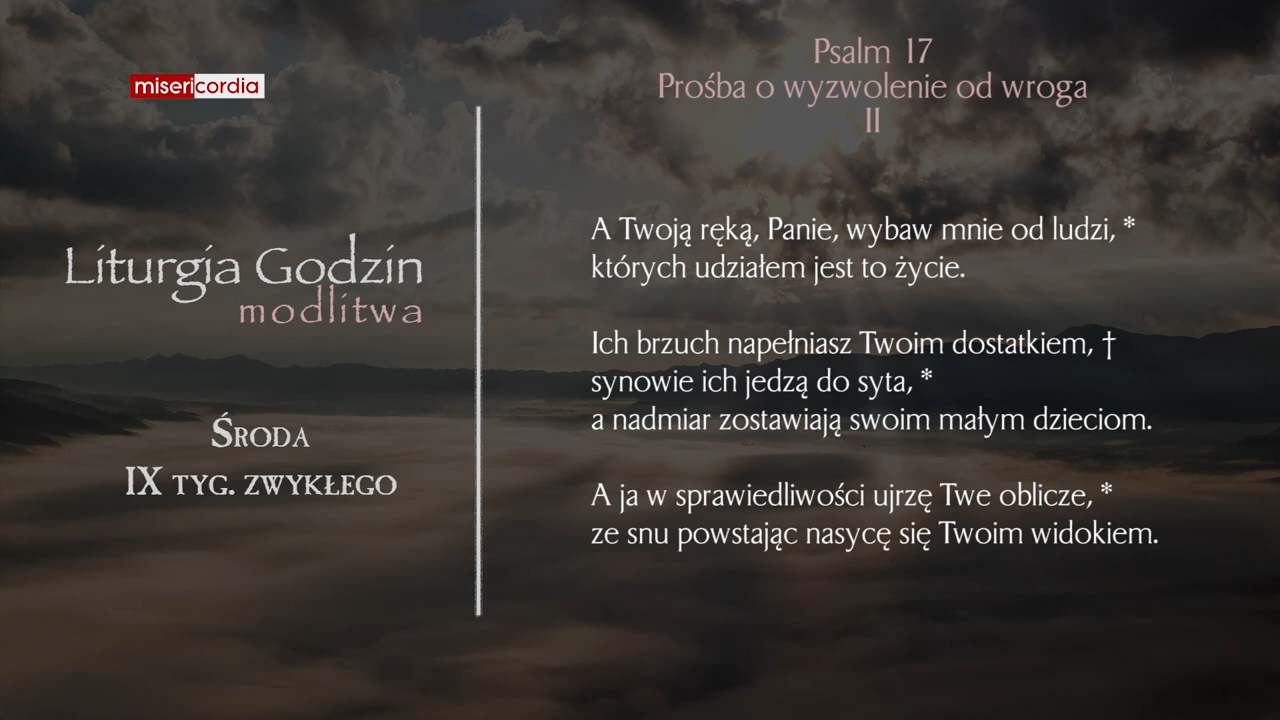 misericordia
Liturgia Godzin
modlitwa
Środa
IX tyg. zwykłego
Psalm 17
Prośba o wyzwolenie od wroga
II
A Twoją ręką, Panie, wybaw mnie od ludzi, *
których udziałem jest to życie.
Ich brzuch napełniasz Twoim dostatkiem, †
synowie ich jedzą do syta, *
a nadmiar zostawiają swoim małym dzieciom.
A ja w sprawiedliwości ujrzę Twe oblicze, *
ze snu powstając nasycę się Twoim widokiem.